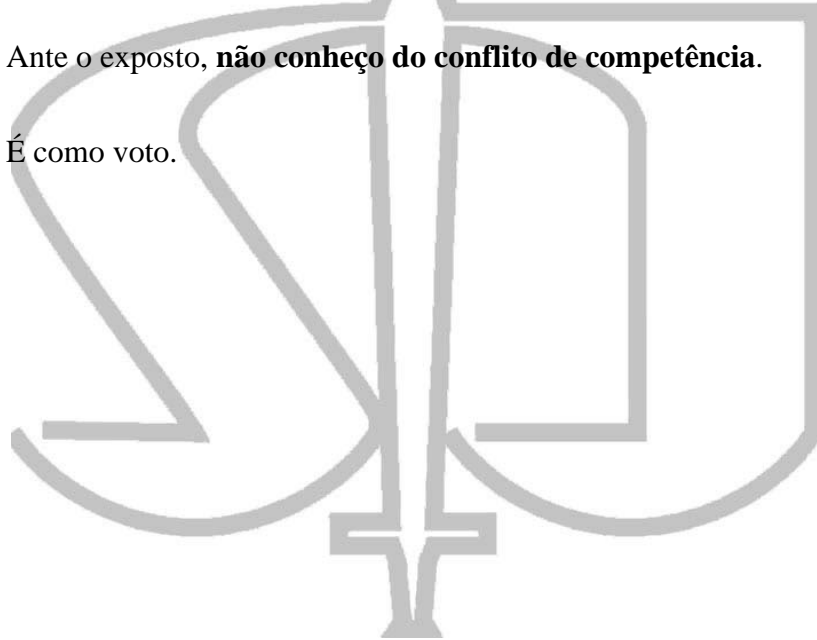 Ante o exposto, não conheço do conflito de competência.
É como voto.